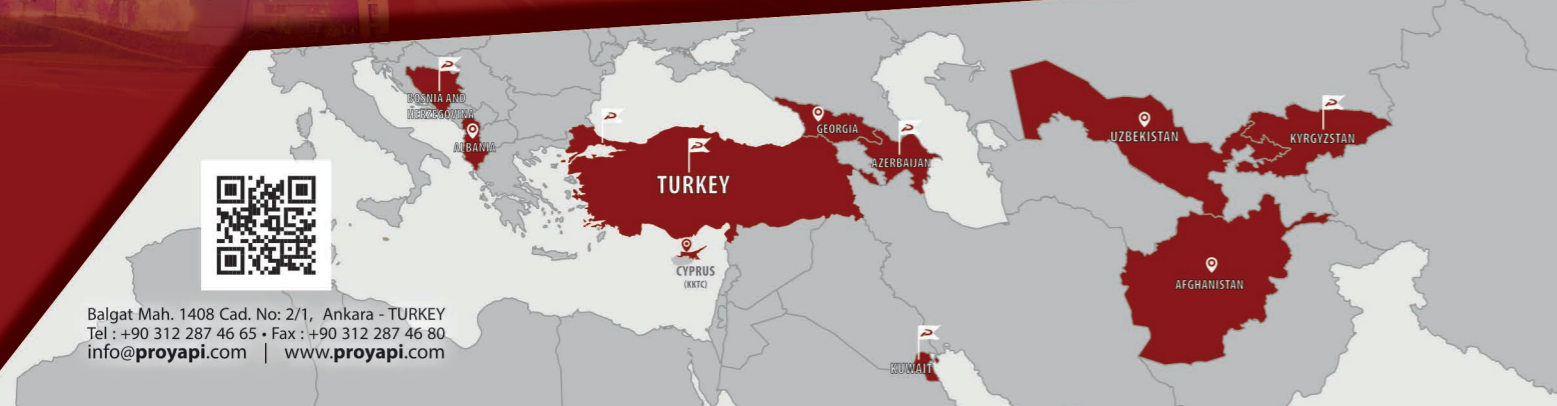 BOSNIA AND
HERZEGOVINA
ALBANIA
TURKEY
GEORGIA
AZERBAIJAN
UZBEKISTAN
KYRGYZSTAN
CYPRUS
(KKTC)
AFGHANISTAN
KUWAIT
Balgat Mah. 1408 Cad. No: 2/1, Ankara - TURKEY
Tel : +90 312 287 46 65 • Fax : +90 312 287 46 80
info@proyapi.com | www.proyapi.com